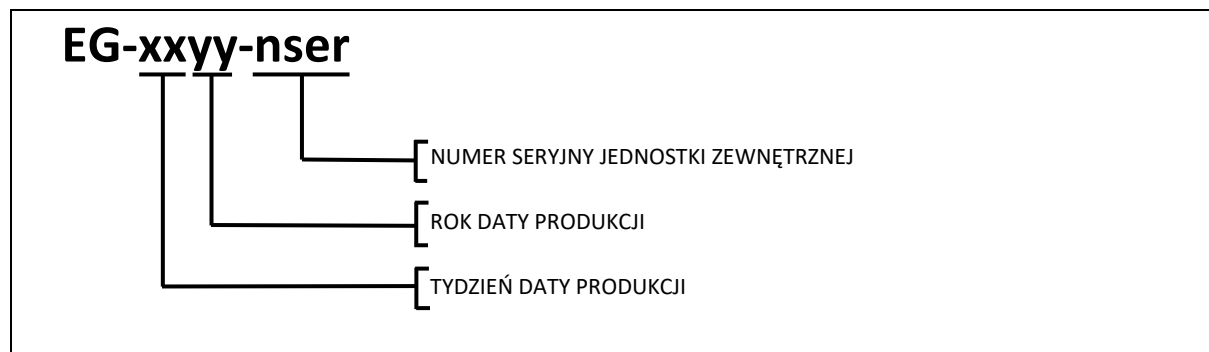 EG-xxyy-nser
NUMER SERYJNY JEDNOSTKI ZEWNĘTRZNEJ
ROK DATY PRODUKCJI
TYDZIEŃ DATY PRODUKCJI